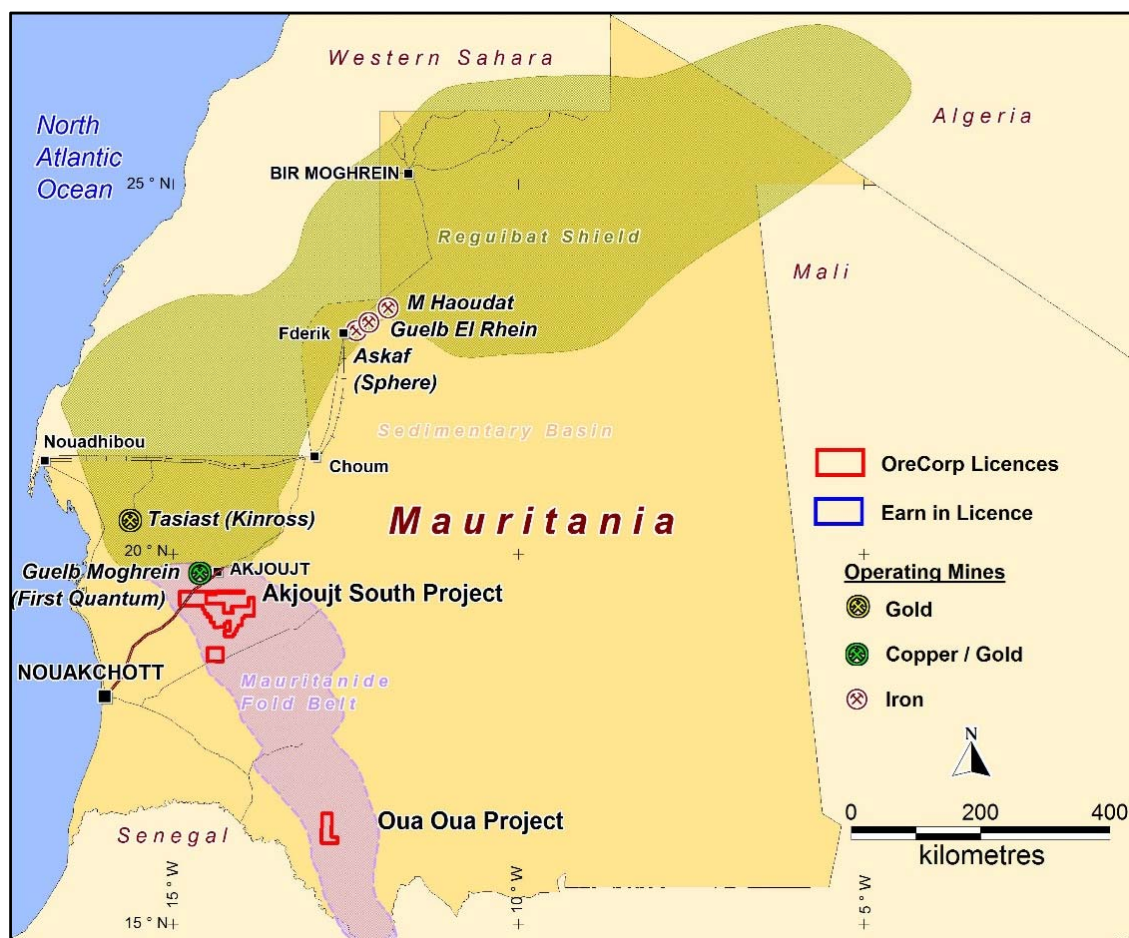 Western Sahara
North
Atlantic
Ocean
Algeria
BIR MOGHREIN
25 ° N
Reguibat Shield
Mali
M Haoudat
Guelb El Rhein
Fderik
Askaf
(Sphere)
Sedimentary Basin
Nouadhibou
Choum
OreCorp Licences
Earn in Licence
Tasiast (Kinross)
Mauritania
20 ° N
Guelb Moghrein
(First Quantum)
AKJOUJT
Akjoujt South Project
Operating Mines
Gold
Copper / Gold
Iron
NOUAKCHOTT
Mauritanide
Fold Belt
N
Oua Oua Project
Senegal
0 200 400
kilometres
15 ° W
10 ° W
5 ° W
15 ° N